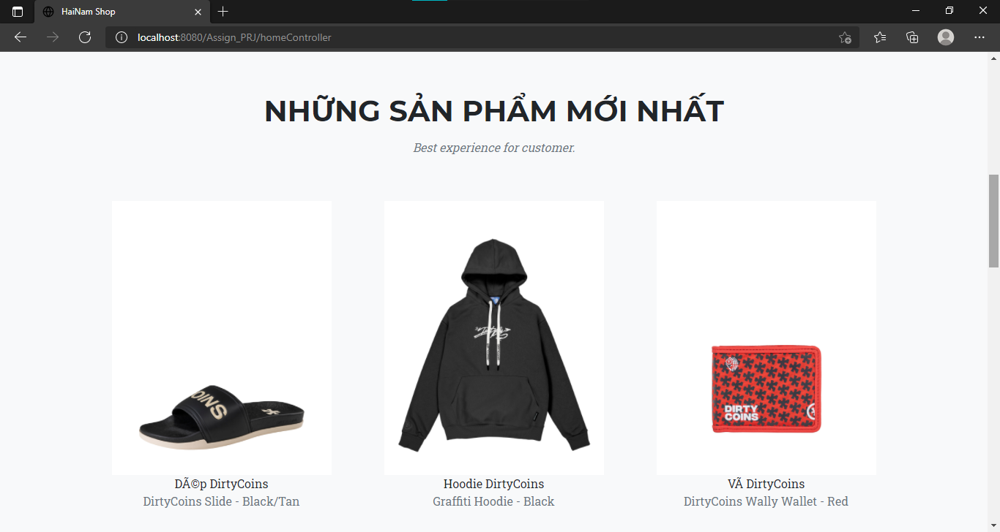 HaiNam Shop
localhost:8080/Assign_PRJ/homeController
NHỮNG SẢN PHẨM MỚI NHẤT
Best experience for customer.
OINS
DIRTY
COINS
DÃ©p DirtyCoins
Hoodie DirtyCoins
VÃ DirtyCoins
DirtyCoins Slide - Black/Tan
Graffiti Hoodie - Black
DirtyCoins Wally Wallet - Red